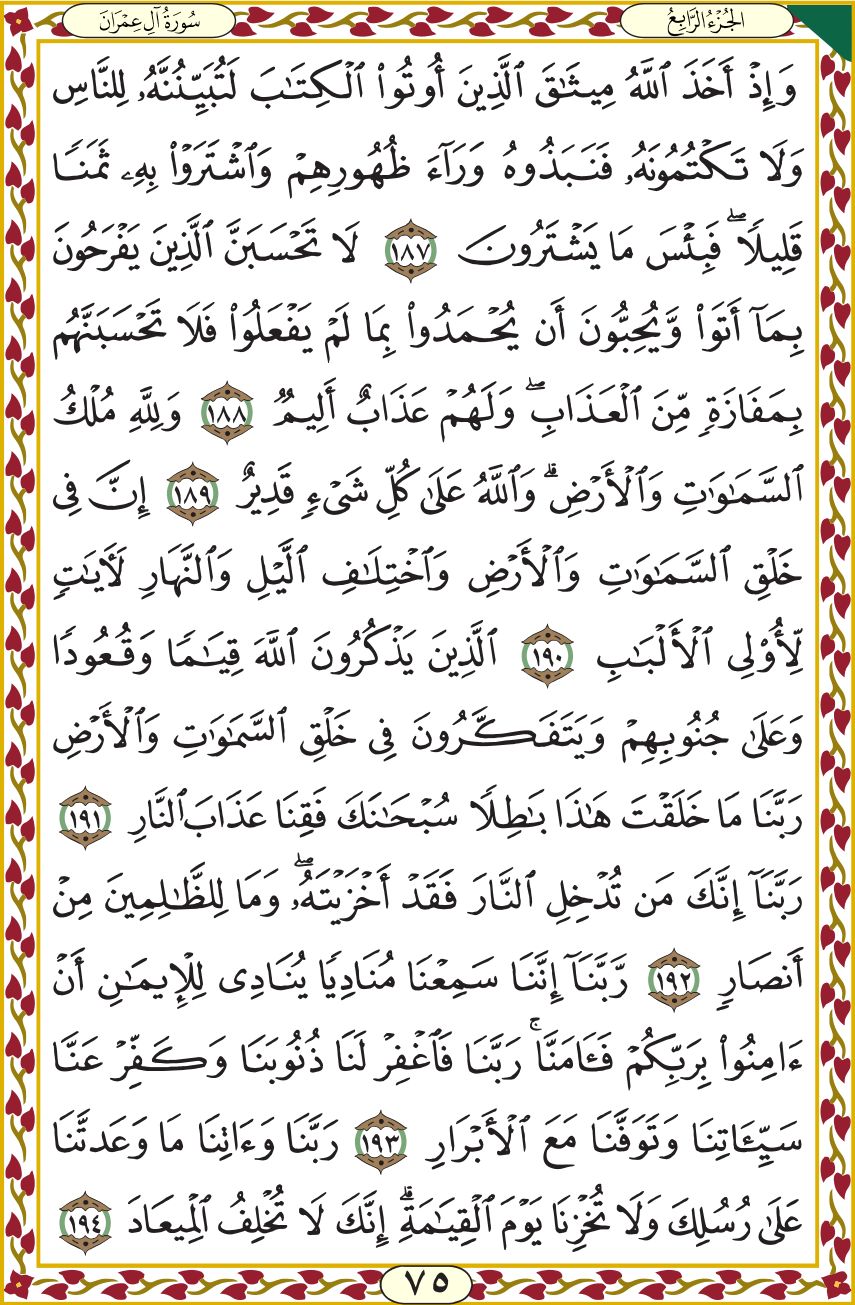 الجُزْءُ الرَّابِعُ
سُورَةُ آلِ عِمْرَانَ
وَإِذْ أَخَذَ ٱللَّهُ مِيثَٰقَ ٱلَّذِينَ أُوتُوا۟ ٱلْكِتَٰبَ لَتُبَيِّنُنَّهُۥ لِلنَّاسِ
وَلَا تَكْتُمُونَهُۥ فَنَبَذُوهُ وَرَآءَ ظُهُورِهِمْ وَٱشْتَرَوْا۟ بِهِۦ ثَمَنًا
قَلِيلًا ۖ فَبِئْسَ مَا يَشْتَرُونَ ١٨٧ لَا تَحْسَبَنَّ ٱلَّذِينَ يَفْرَحُونَ
بِمَآ أَتَوا۟ وَّيُحِبُّونَ أَن يُحْمَدُوا۟ بِمَا لَمْ يَفْعَلُوا۟ فَلَا تَحْسَبَنَّهُم
بِمَفَازَةٍ مِّنَ ٱلْعَذَابِ ۖ وَلَهُمْ عَذَابٌ أَلِيمٌ ١٨٨ وَلِلَّهِ مُلْكُ
ٱلسَّمَٰوَٰتِ وَٱلْأَرْضِ ۗ وَٱللَّهُ عَلَىٰ كُلِّ شَىْءٍ قَدِيرٌ ١٨٩ إِنَّ فِى
خَلْقِ ٱلسَّمَٰوَٰتِ وَٱلْأَرْضِ وَٱخْتِلَٰفِ ٱلَّيْلِ وَٱلنَّهَارِ لَأَيَٰتٍ
لِّأُو۟لِى ٱلْأَلْبَٰبِ ١٩٠ ٱلَّذِينَ يَذْكُرُونَ ٱللَّهَ قِيَٰمًا وَقُعُودًا
وَعَلَىٰ جُنُوبِهِمْ وَيَتَفَكَّرُونَ فِى خَلْقِ ٱلسَّمَٰوَٰتِ وَٱلْأَرْضِ
رَبَّنَا مَا خَلَقْتَ هَٰذَا بَٰطِلًا سُبْحَٰنَكَ فَقِنَا عَذَابَ ٱلنَّارِ ١٩١
رَبَّنَآ إِنَّكَ مَن تُدْخِلِ ٱلنَّارَ فَقَدْ أَخْزَيْتَهُۥ ۖ وَمَا لِلظَّٰلِمِينَ مِنْ
أَنصَارٍ ١٩٢ رَّبَّنَآ إِنَّنَا سَمِعْنَا مُنَادِيًا يُنَادِى لِلْإِيمَٰنِ أَنْ
ءَامِنُوا۟ بِرَبِّكُمْ فَـَٔامَنَّا ۚ رَبَّنَا فَٱغْفِرْ لَنَا ذُنُوبَنَا وَكَفِّرْ عَنَّا
سَيِّـَٔاتِنَا وَتَوَفَّنَا مَعَ ٱلْأَبْرَارِ ١٩٣ رَبَّنَا وَءَاتِنَا مَا وَعَدتَّنَا
عَلَىٰ رُسُلِكَ وَلَا تُخْزِنَا يَوْمَ ٱلْقِيَٰمَةِ ۗ إِنَّكَ لَا تُخْلِفُ ٱلْمِيعَادَ ١٩٤
٧٥